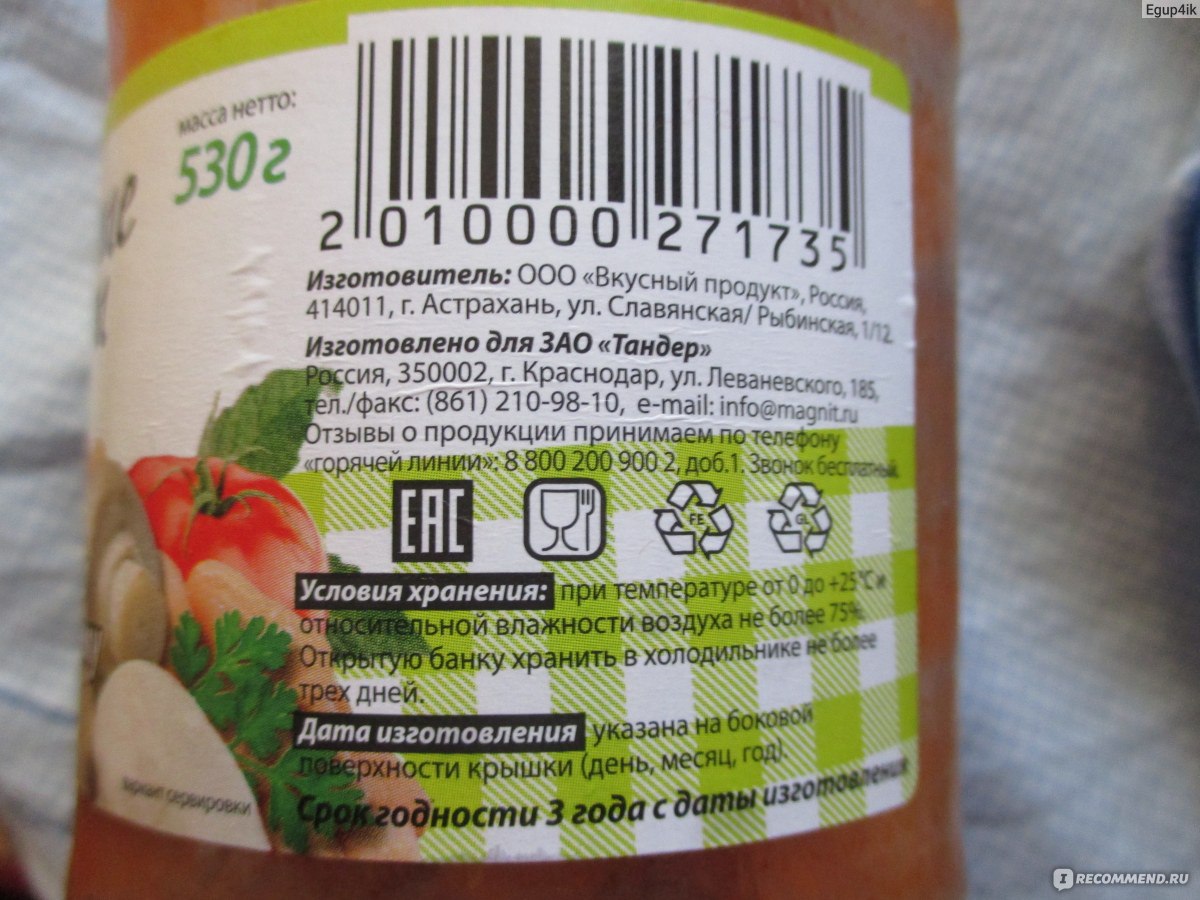 Egup4ik
масса нетто:
530 г
2 010000 271735
Изготовитель: ООО «Вкусный продукт», Россия,
414011, г. Астрахань, ул. Славянская/ Рыбинская, 1/12
Изготовлено для ЗАО «Тандер»
Россия, 350002, г. Краснодар, ул. Леваневского, 185,
тел./факс: (861) 210-98-10, e-mail: info@magnit.ru
Отзывы о продукции принимаем по телефону
«горячей линии»: 8 800 200 900 2, доб.1. Звонок бесплатный.
EAC
FE
GL
Условия хранения: при температуре от 0 до +25°С и
относительной влажности воздуха не более 75%.
Открытую банку хранить в холодильнике не более
трех дней.
Дата изготовления указана на боковой
поверхности крышки (день, месяц, год).
Срок годности 3 года с даты изготовления
вариант сервировки
IRECOMMEND.RU